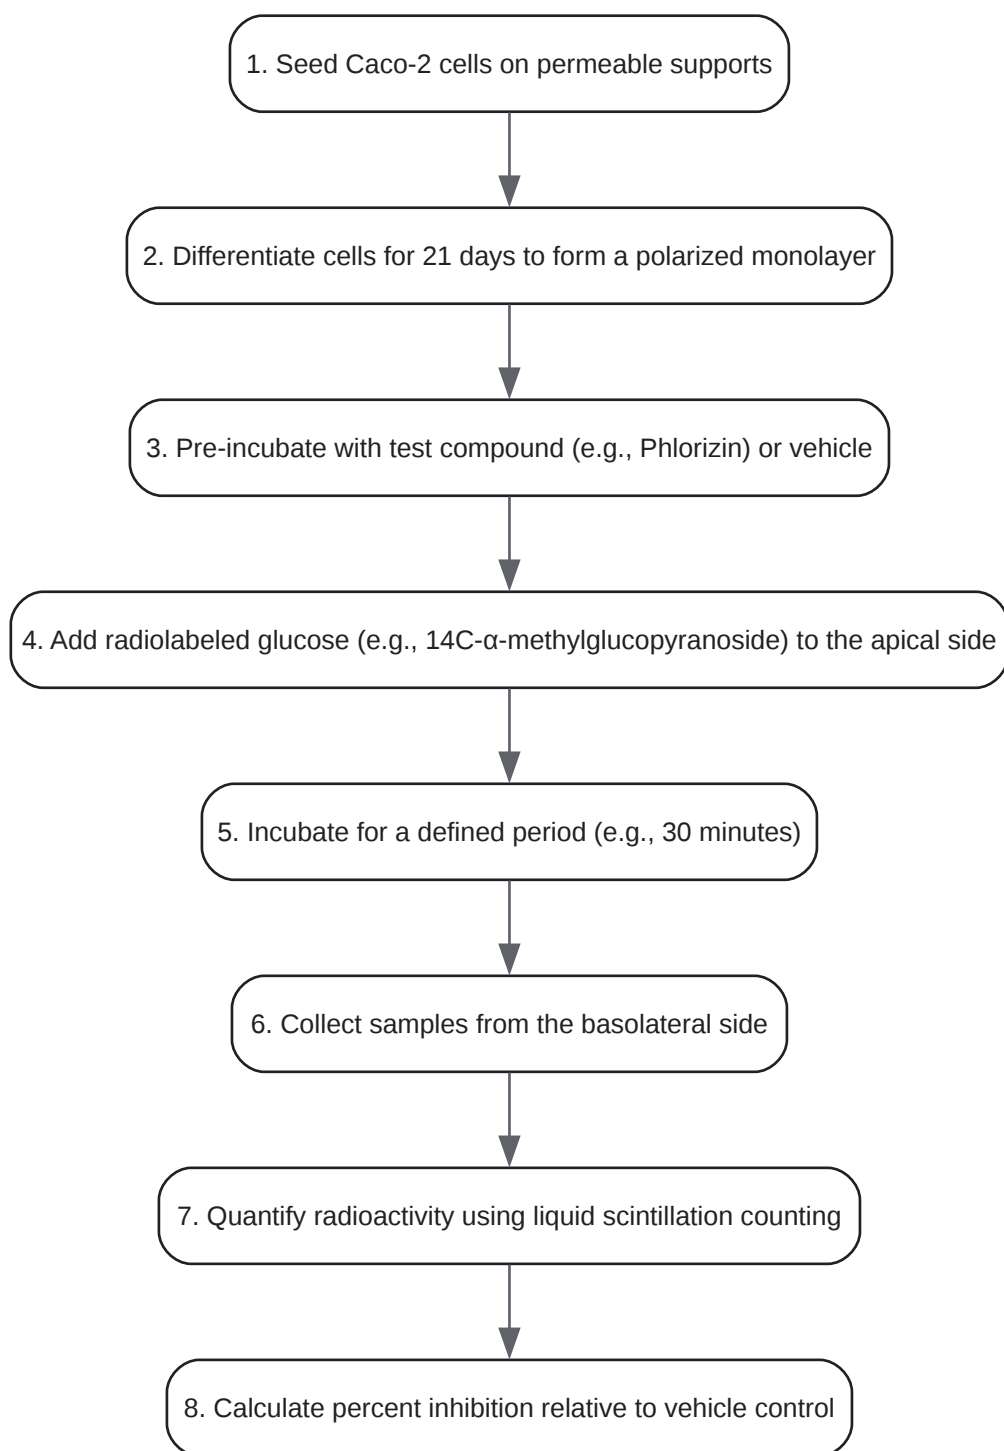 1. Seed Caco-2 cells on permeable supports
2. Differentiate cells for 21 days to form a polarized monolayer
3. Pre-incubate with test compound (e.g., Phlorizin) or vehicle
4. Add radiolabeled glucose (e.g., 14C-α-methylglucopyranoside) to the apical side
5. Incubate for a defined period (e.g., 30 minutes)
6. Collect samples from the basolateral side
7. Quantify radioactivity using liquid scintillation counting
8. Calculate percent inhibition relative to vehicle control